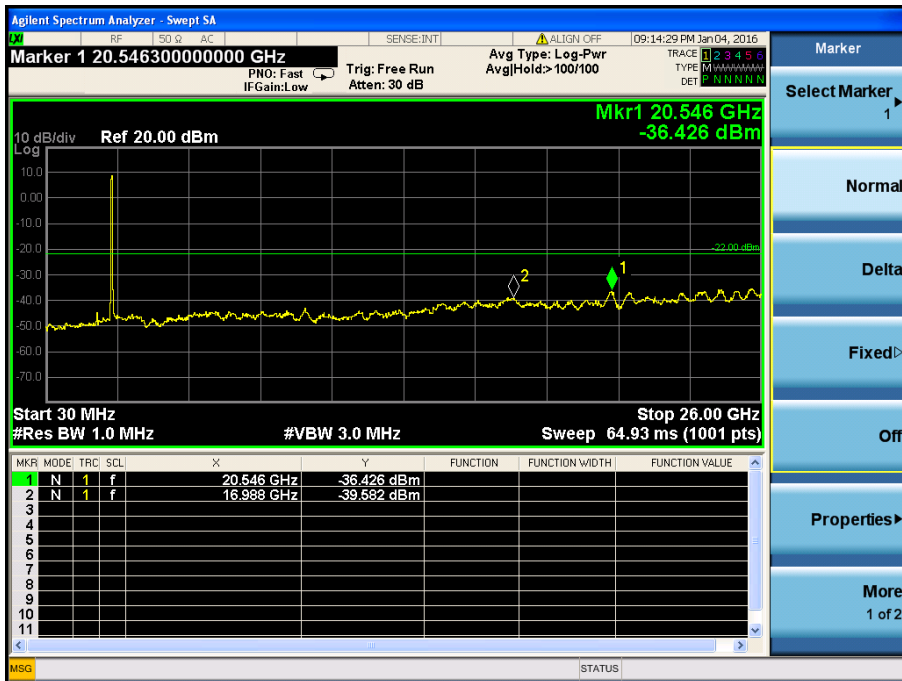 Agilent Spectrum Analyzer - Swept SA
LXI RF 50 Ω AC SENSE:INT ALIGN OFF 09:14:29 PM Jan 04, 2016
Marker 1 20.546300000000 GHz
PNO: Fast
IFGain:Low
Trig: Free Run
Atten: 30 dB
Avg Type: Log-Pwr
Avg|Hold:>100/100
TRACE 1 2 3 4 5 6
TYPE M
DET P N N N N N
Mkr1 20.546 GHz
-36.426 dBm
10 dB/div Ref 20.00 dBm
Log
10.0
0.00
-10.0
-20.0
-30.0
-40.0
-50.0
-60.0
-70.0
-22.00 dBm
2
1
Start 30 MHz Stop 26.00 GHz
#Res BW 1.0 MHz #VBW 3.0 MHz Sweep 64.93 ms (1001 pts)
MKR MODE TRC SCL X Y FUNCTION FUNCTION WIDTH FUNCTION VALUE
1 N 1 f 20.546 GHz -36.426 dBm
2 N 1 f 16.988 GHz -39.582 dBm
3
4
5
6
7
8
9
10
11
MSG STATUS
Marker
Select Marker
1
Normal
Delta
Fixed
Off
Properties
More
1 of 2